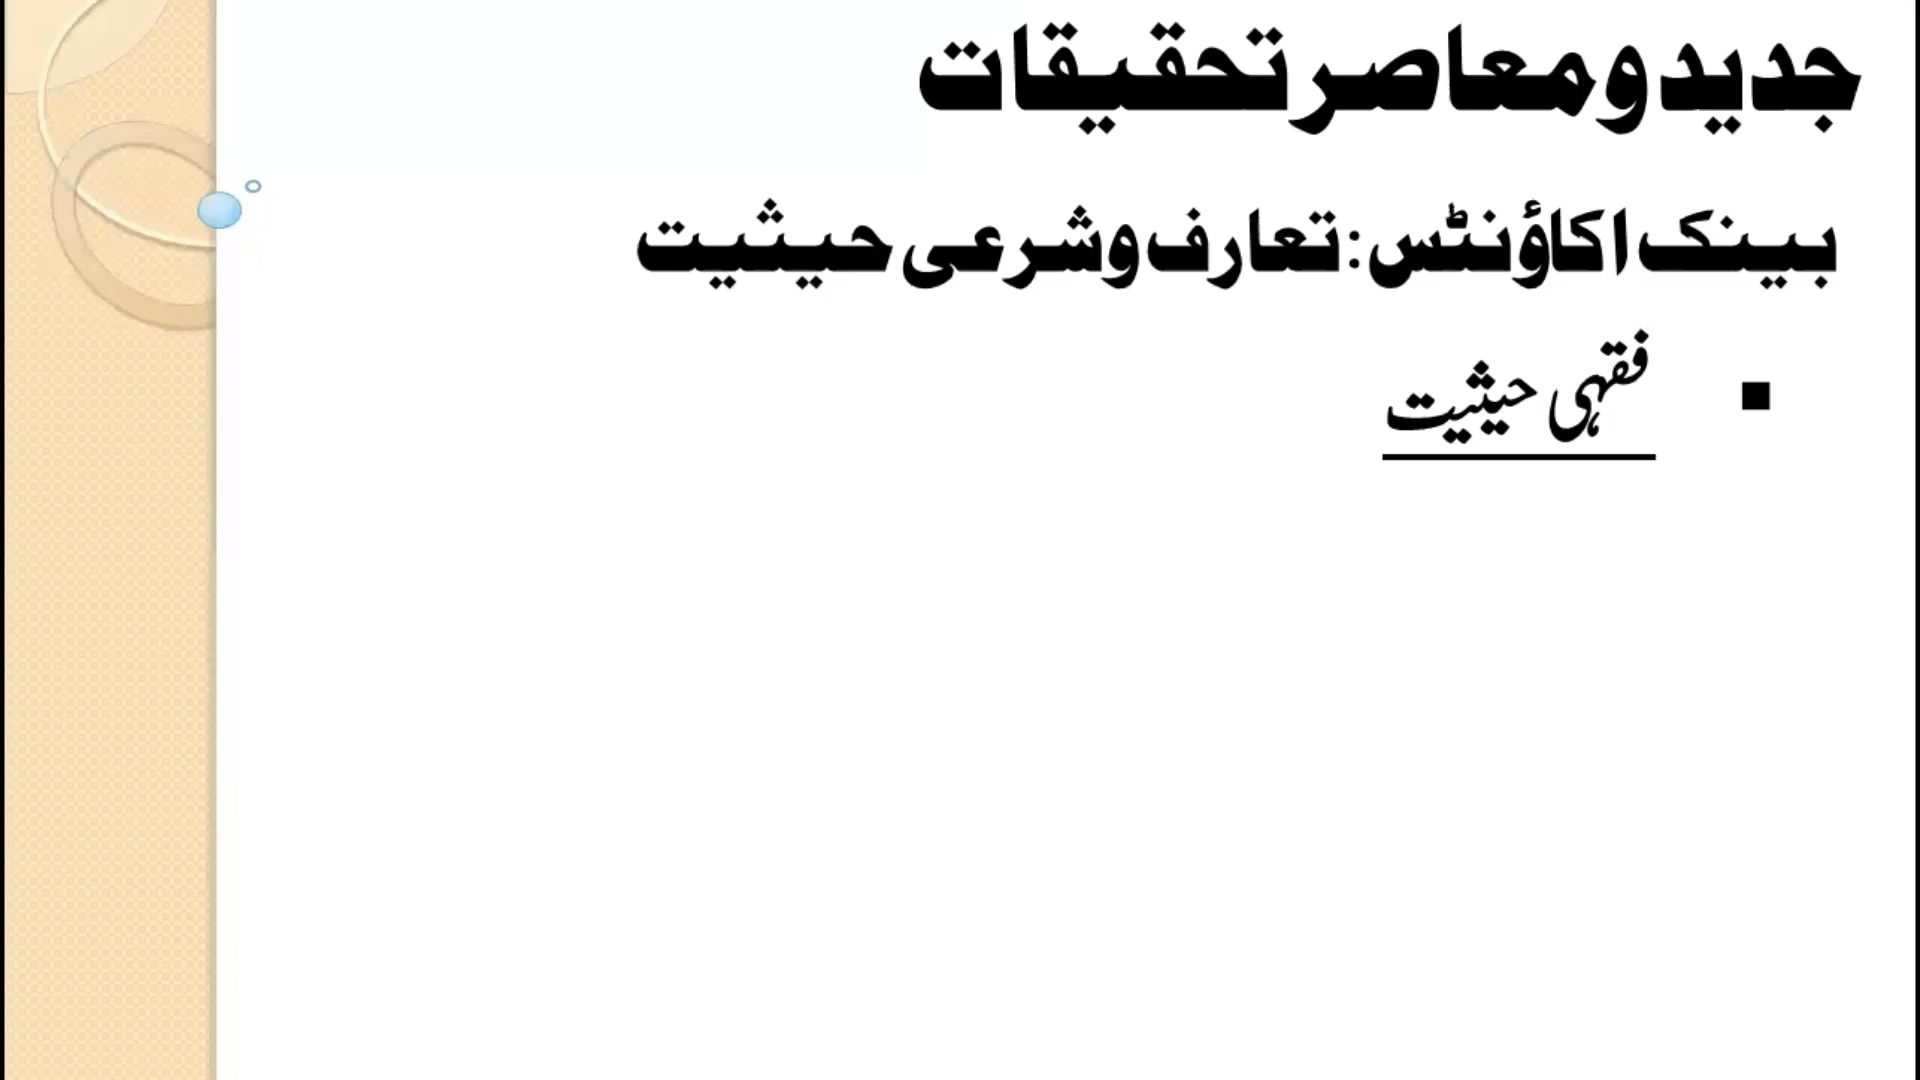 جدید و معاصر تحقیقات
بینک اکاؤنٹس: تعارف و شرعی حیثیت
▪ فقہی حیثیت